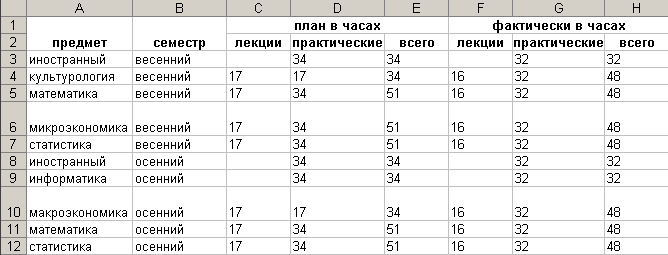 A B C D E F G H
1 план в часах фактически в часах
2 предмет семестр лекции практические всего лекции практические всего
3 иностранный весенний 34 34 32 32
4 культурология весенний 17 17 34 16 32 48
5 математика весенний 17 34 51 16 32 48
6 микроэкономика весенний 17 34 51 16 32 48
7 статистика весенний 17 34 51 16 32 48
8 иностранный осенний 34 34 32 32
9 информатика осенний 34 34 32 32
10 макроэкономика осенний 17 17 34 16 32 48
11 математика осенний 17 34 51 16 32 48
12 статистика осенний 17 34 51 16 32 48